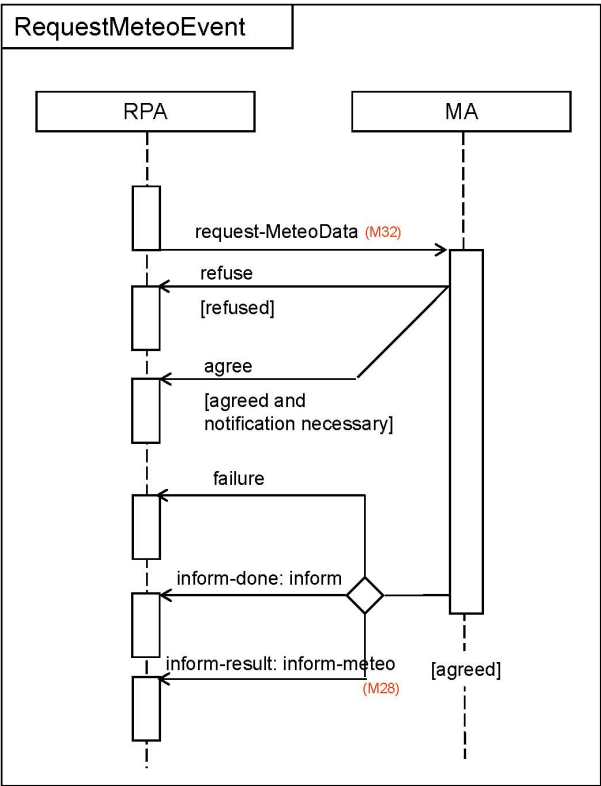 RequestMeteoEvent
RPA
MA
request-MeteoData (M32)
refuse
[refused]
agree
[agreed and
notification necessary]
failure
inform-done: inform
inform-result: inform-meteo
(M28)
[agreed]